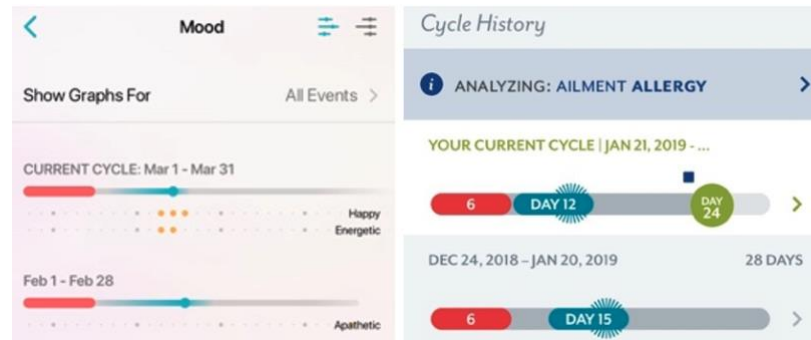 Mood
Show Graphs For All Events >
CURRENT CYCLE: Mar 1 - Mar 31
Happy
Energetic
Feb 1 - Feb 28
Apathetic
Cycle History
i ANALYZING: AILMENT ALLERGY
YOUR CURRENT CYCLE | JAN 21, 2019 - ...
6 DAY 12 DAY
24
DEC 24, 2018 – JAN 20, 2019 28 DAYS
6 DAY 15